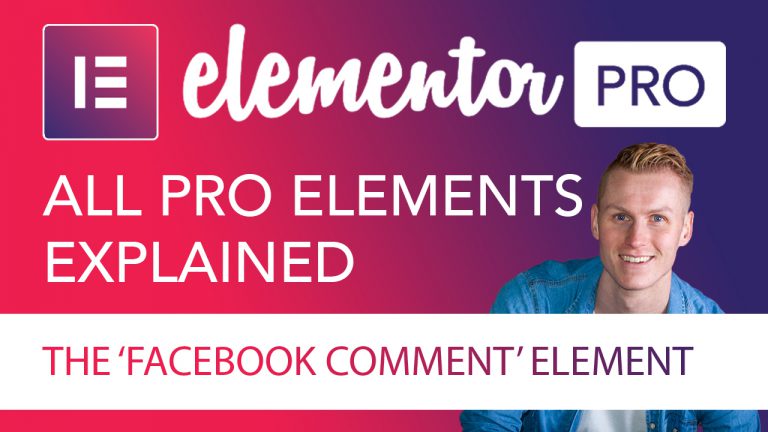 elementor PRO
ALL PRO ELEMENTS
EXPLAINED
THE ‘FACEBOOK COMMENT’ ELEMENT